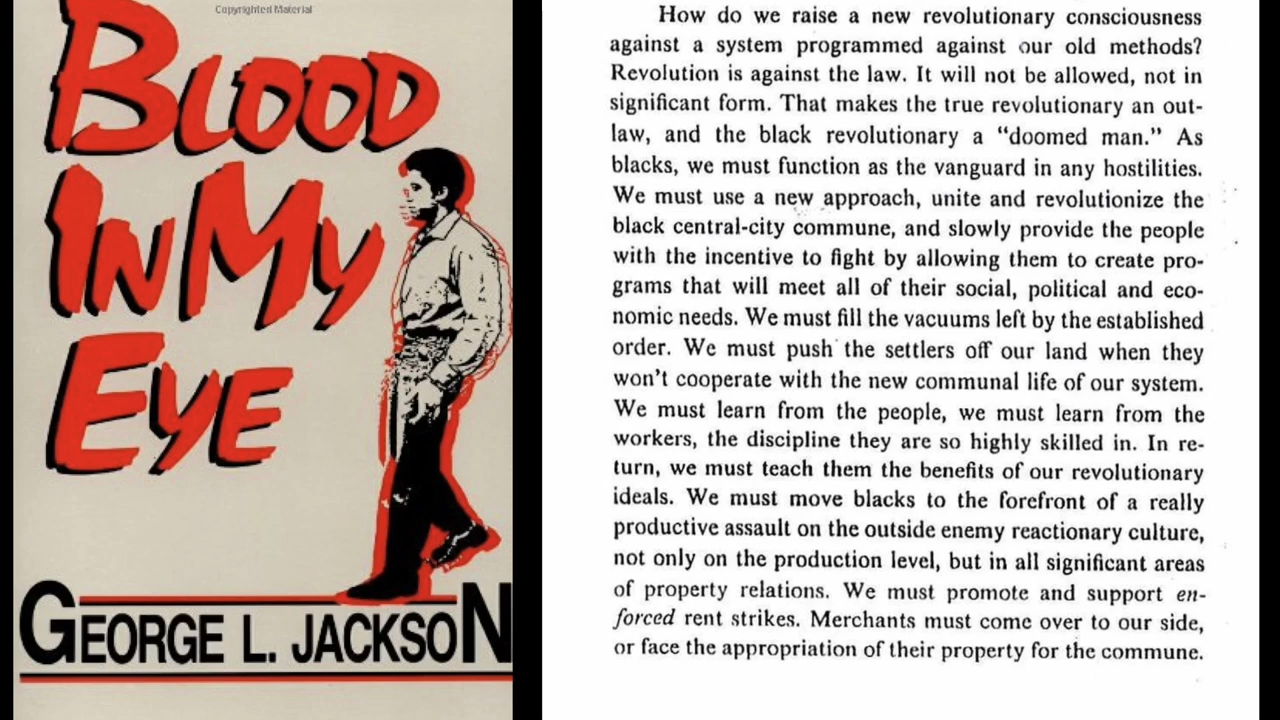 Copyrighted Material
BLOOD
IN MY
EYE
GEORGE L. JACKSON
How do we raise a new revolutionary consciousness
against a system programmed against our old methods?
Revolution is against the law. It will not be allowed, not in
significant form. That makes the true revolutionary an out-
law, and the black revolutionary a “doomed man.” As
blacks, we must function as the vanguard in any hostilities.
We must use a new approach, unite and revolutionize the
black central-city commune, and slowly provide the people
with the incentive to fight by allowing them to create pro-
grams that will meet all of their social, political and eco-
nomic needs. We must fill the vacuums left by the established
order. We must push the settlers off our land when they
won’t cooperate with the new communal life of our system.
We must learn from the people, we must learn from the
workers, the discipline they are so highly skilled in. In re-
turn, we must teach them the benefits of our revolutionary
ideals. We must move blacks to the forefront of a really
productive assault on the outside enemy reactionary culture,
not only on the production level, but in all significant areas
of property relations. We must promote and support en-
forced rent strikes. Merchants must come over to our side,
or face the appropriation of their property for the commune.